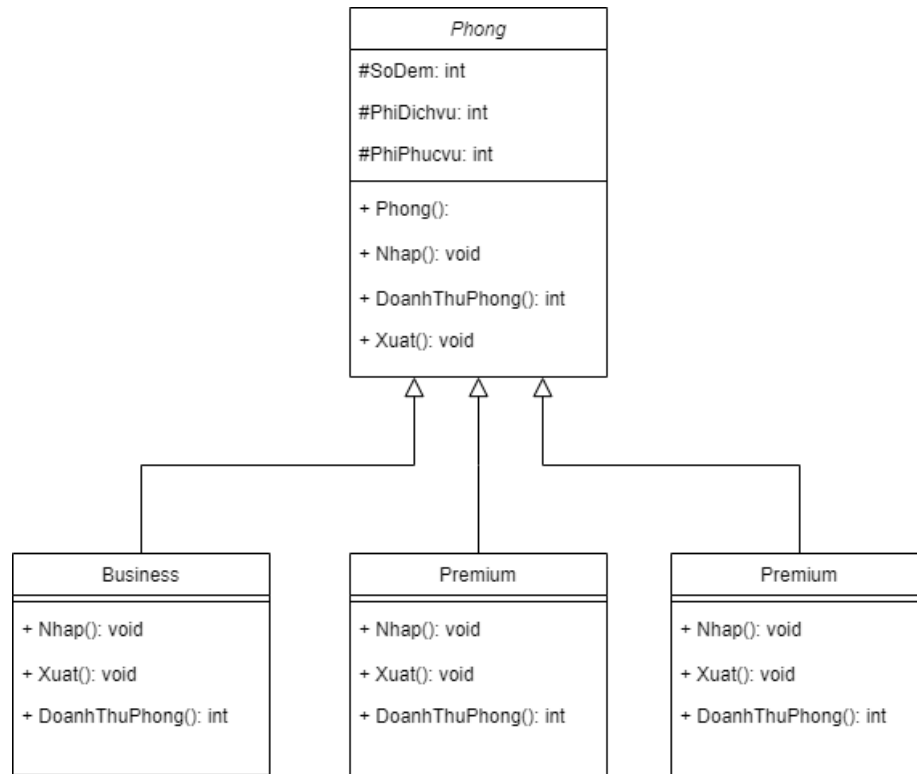 Phong
#SoDem: int
#PhiDichvu: int
#PhiPhucvu: int
+ Phong():
+ Nhap(): void
+ DoanhThuPhong(): int
+ Xuat(): void
Business
+ Nhap(): void
+ Xuat(): void
+ DoanhThuPhong(): int
Premium
+ Nhap(): void
+ Xuat(): void
+ DoanhThuPhong(): int
Premium
+ Nhap(): void
+ Xuat(): void
+ DoanhThuPhong(): int